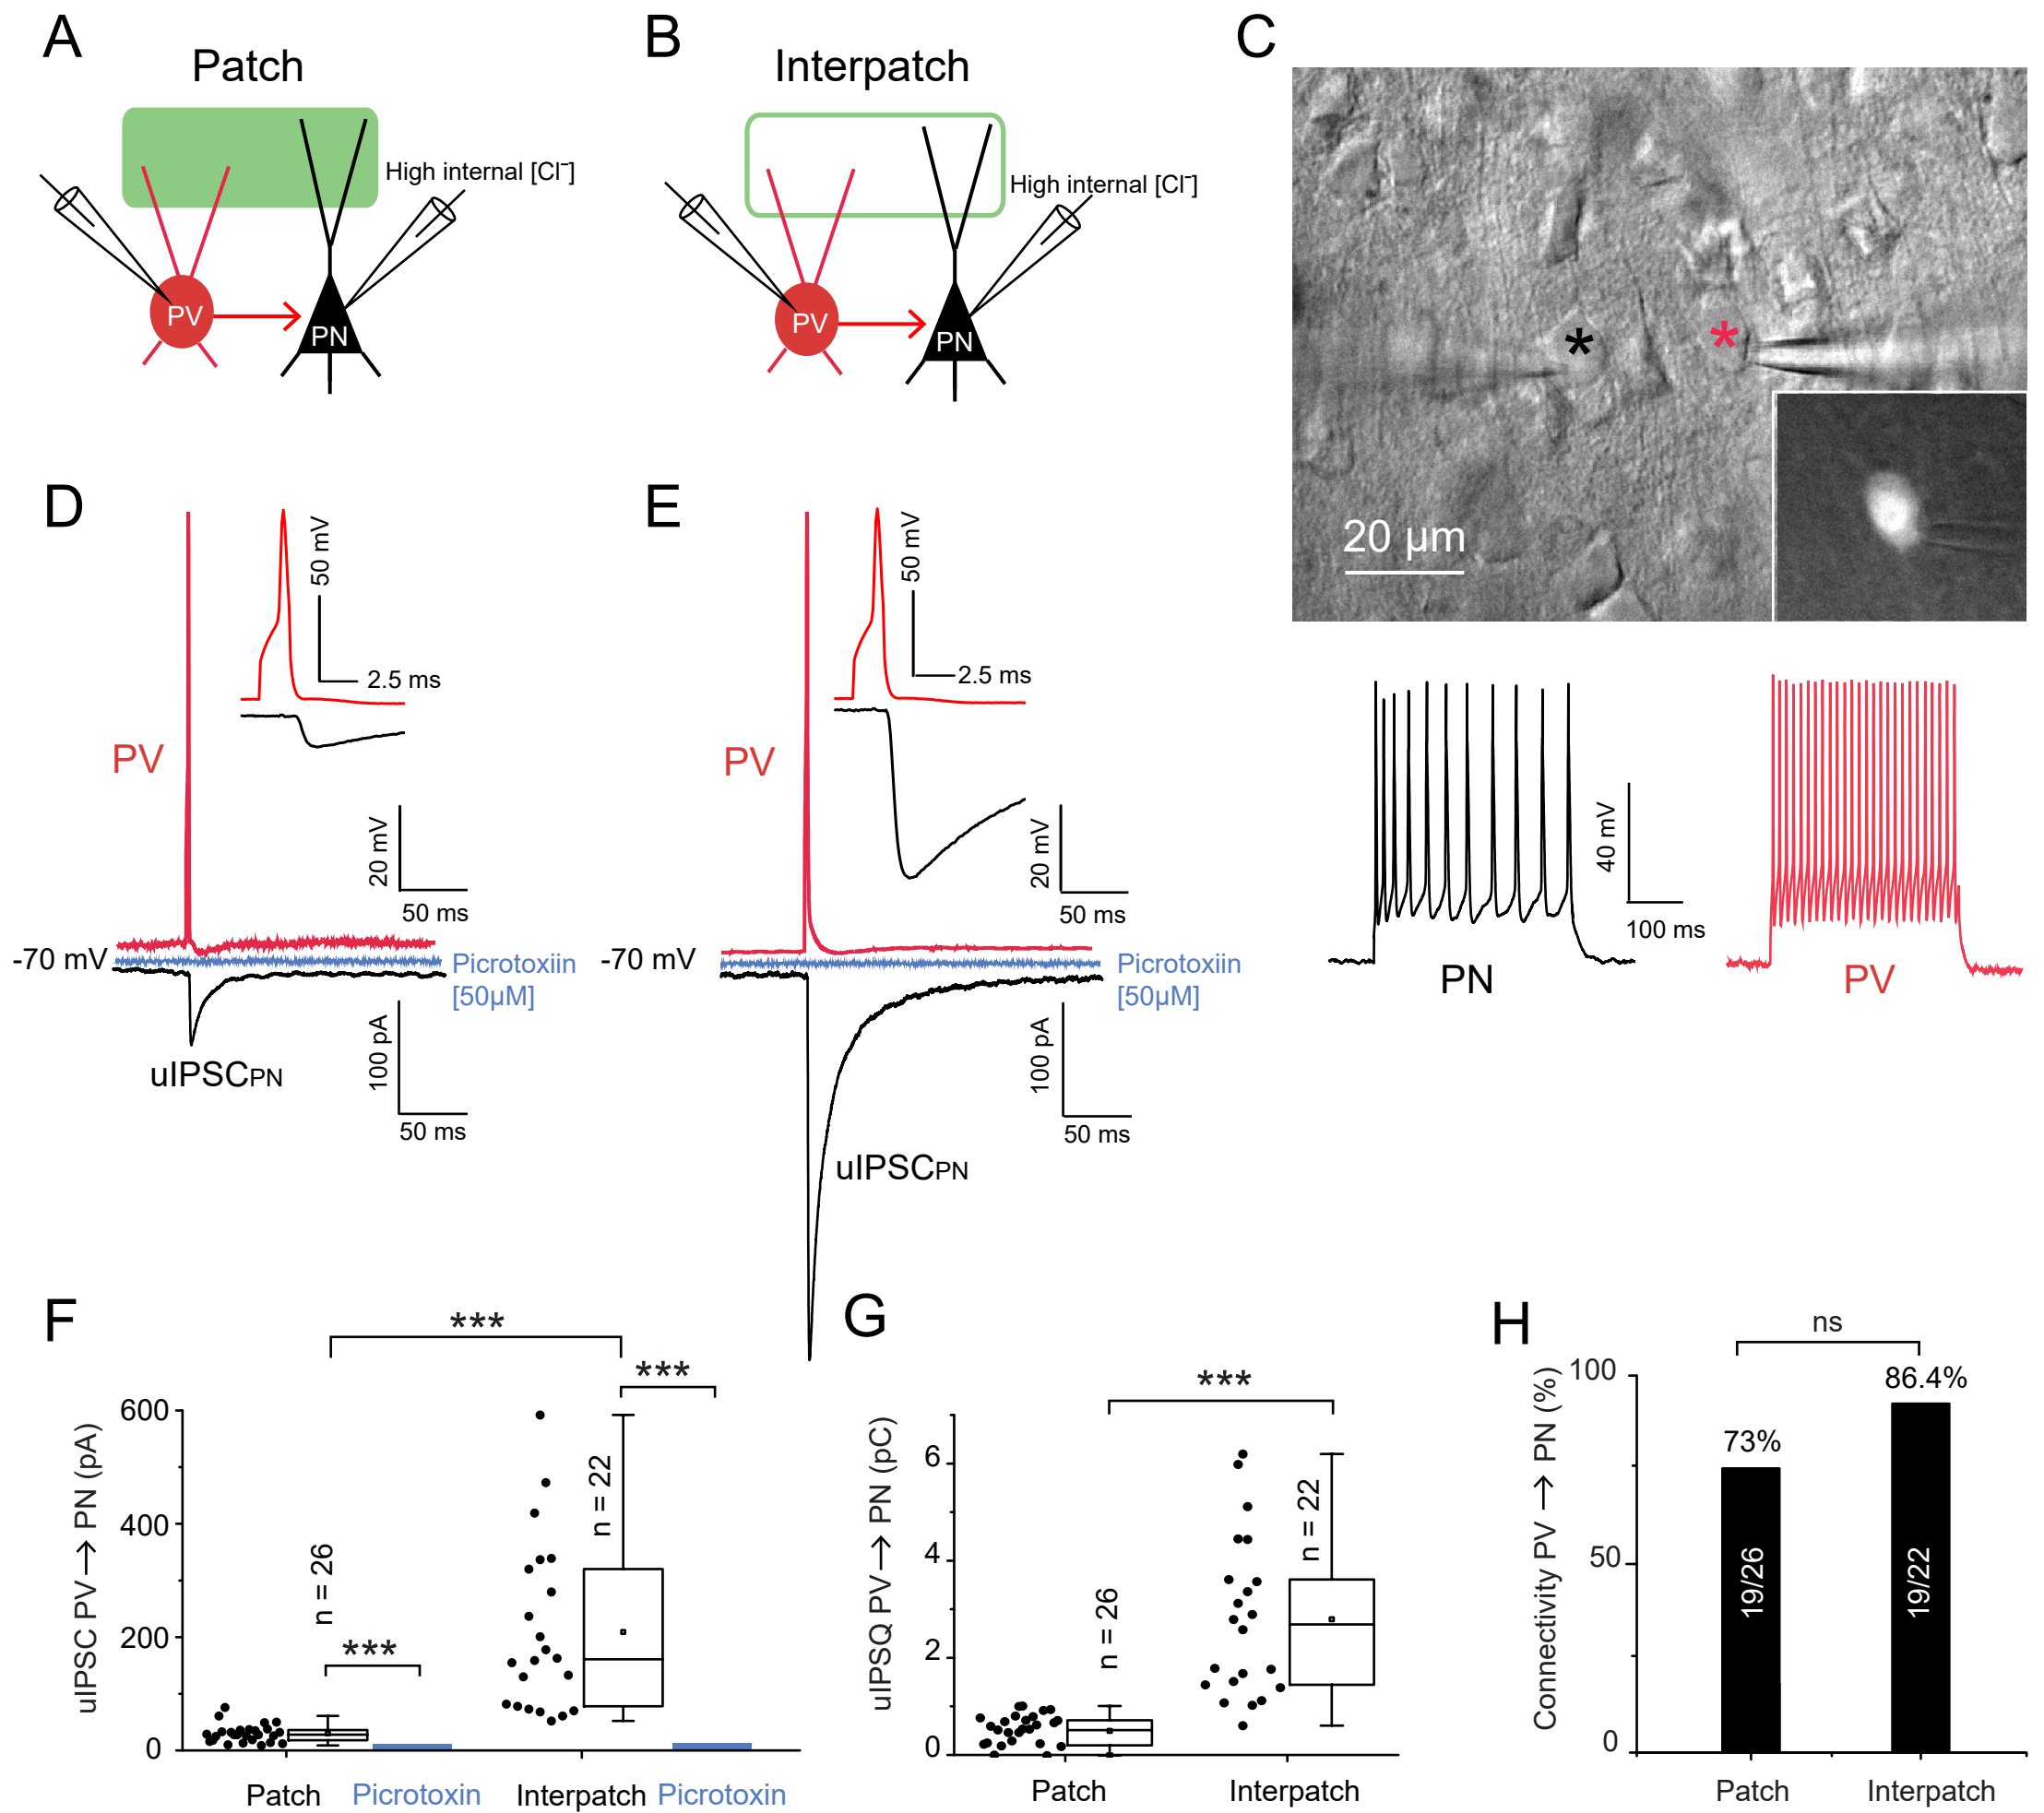 A
Patch
High internal [Cl⁻]
PV
PN
B
Interpatch
High internal [Cl⁻]
PV
PN
C
*
*
20 µm
40 mV
100 ms
PN
PV
D
50 mV
2.5 ms
PV
20 mV
50 ms
-70 mV
Picrotoxiin
[50µM]
100 pA
50 ms
uIPSCPN
E
50 mV
2.5 ms
PV
20 mV
50 ms
-70 mV
Picrotoxiin
[50µM]
100 pA
50 ms
uIPSCPN
F
***
***
***
uIPSC PV→ PN (pA)
600
400
200
0
n = 26
n = 22
Patch
Picrotoxin
Interpatch
Picrotoxin
G
***
uIPSQ PV→ PN (pC)
6
4
2
0
n = 26
n = 22
Patch
Interpatch
H
ns
Connectivity PV → PN (%)
100
50
0
73%
86.4%
19/26
19/22
Patch
Interpatch